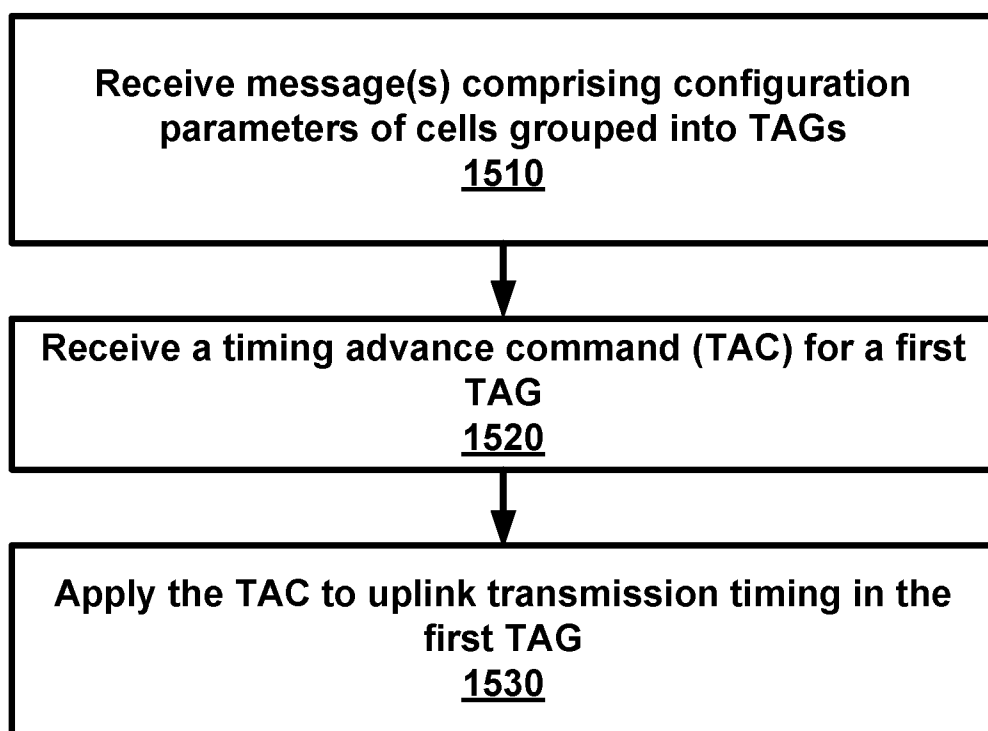 Receive message(s) comprising configuration
parameters of cells grouped into TAGs
1510
Receive a timing advance command (TAC) for a first
TAG
1520
Apply the TAC to uplink transmission timing in the
first TAG
1530